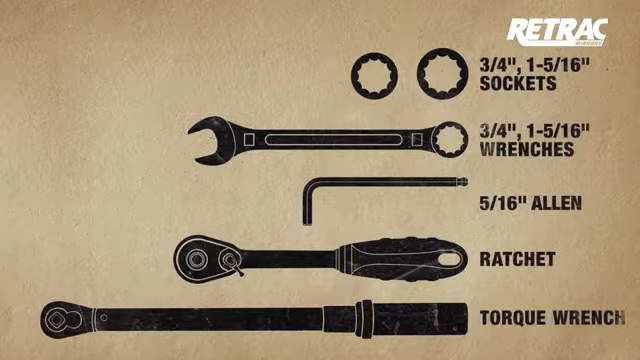 RETRAC
MIRRORS
3/4", 1-5/16"
SOCKETS
3/4", 1-5/16"
WRENCHES
5/16" ALLEN
RATCHET
TORQUE WRENCH